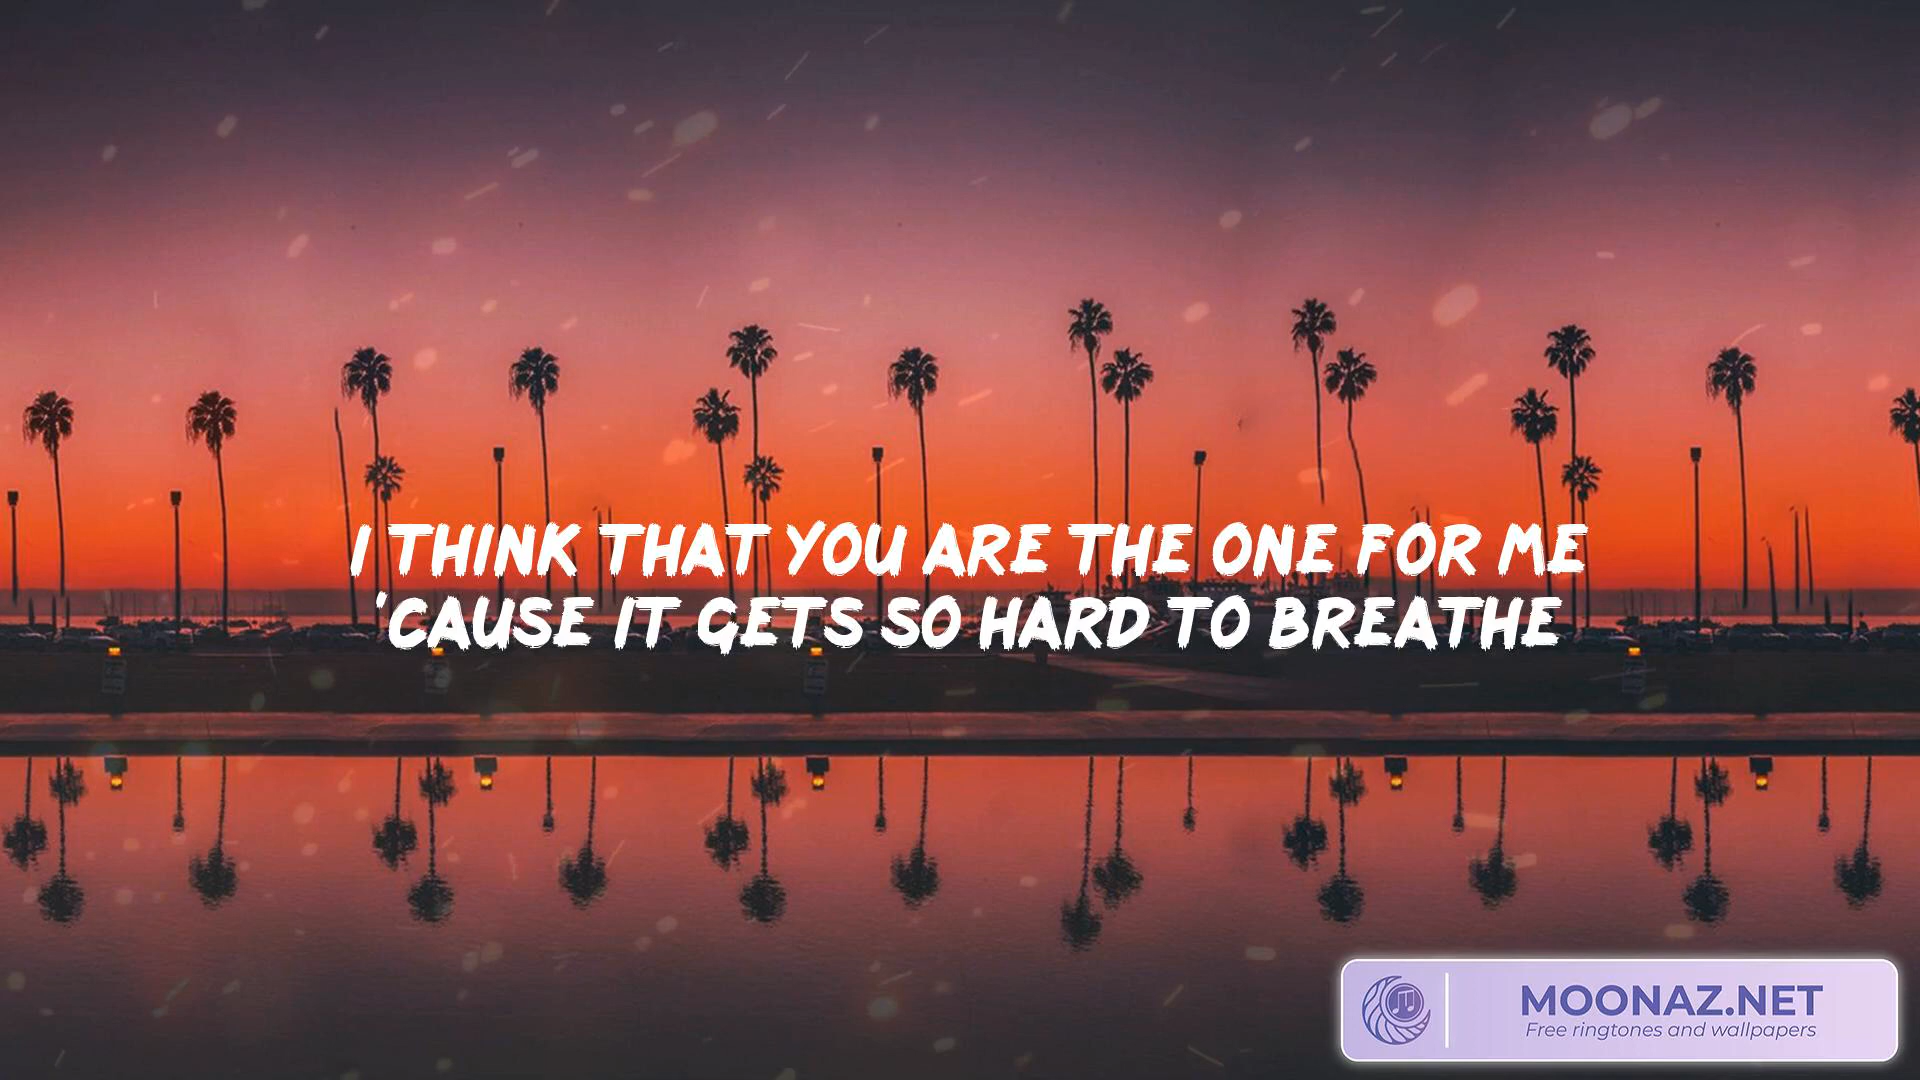 I THINK THAT YOU ARE THE ONE FOR ME
'CAUSE IT GETS SO HARD TO BREATHE
MOONAZ.NET
Free ringtones and wallpapers